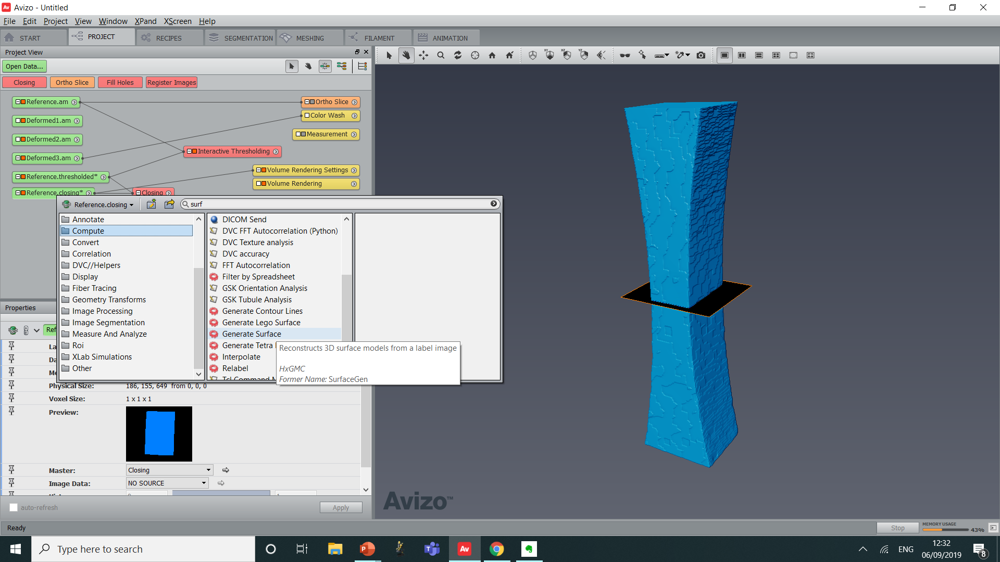 Avizo - Untitled
File Edit Project View Window XPand XScreen Help
START PROJECT RECIPES SEGMENTATION MESHING FILAMENT ANIMATION
Project View
Open Data...
XY XZ YZ
Closing Ortho Slice Fill Holes Register Images
Reference.am Ortho Slice
Color Wash
Deformed1.am
Measurement
Deformed2.am
Interactive Thresholding
Deformed3.am
Volume Rendering Settings
Reference.thresholded*
Volume Rendering
Reference.closing* Closing
Reference.closing surf
Annotate
Compute
Convert
Correlation
DVC//Helpers
Display
Fiber Tracing
Geometry Transforms
Image Processing
Image Segmentation
Measure And Analyze
Roi
XLab Simulations
Other
DICOM Send
DVC FFT Autocorrelation (Python)
DVC Texture analysis
DVC accuracy
FFT Autocorrelation
Filter by Spreadsheet
GSK Orientation Analysis
GSK Tubule Analysis
Generate Contour Lines
Generate Lego Surface
Generate Surface
Generate Tetra
Interpolate
Relabel
Tcl Command
Reconstructs 3D surface models from a label image
HxGMC
Former Name: SurfaceGen
Properties
Ref
La
Da
Me
Physical Size: 186, 155, 649 from 0, 0, 0
Voxel Size: 1 x 1 x 1
Preview:
Master: Closing
Image Data: NO SOURCE
auto-refresh Apply
Avizo™
Ready
Stop MEMORY USAGE 43%
Type here to search
Av
ENG
12:32
06/09/2019
8